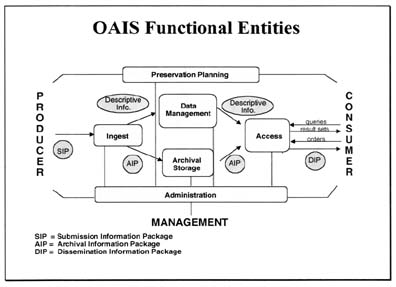 OAIS Functional Entities
Preservation Planning
PRODUCER
CONSUMER
Descriptive
Info.
Data
Management
Descriptive
Info.
Ingest
Access
queries
result sets
orders
SIP
AIP
Archival
Storage
AIP
DIP
Administration
MANAGEMENT
SIP = Submission Information Package
AIP = Archival Information Package
DIP = Dissemination Information Package